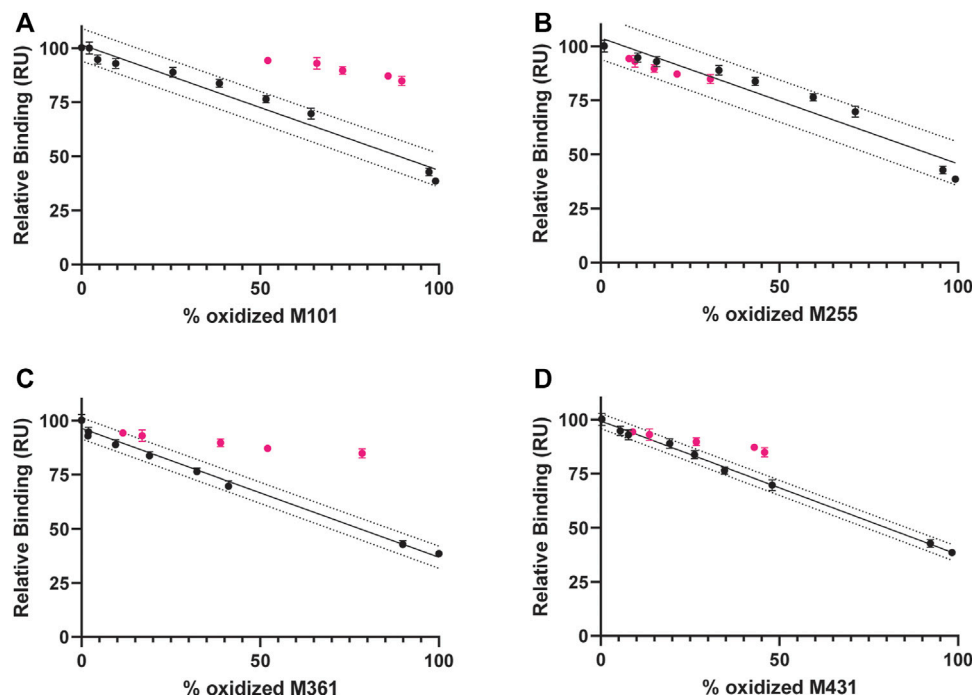 A
Relative Binding (RU)
100
75
50
25
0
0 50 100
% oxidized M101
B
Relative Binding (RU)
100
75
50
25
0
0 50 100
% oxidized M255
C
Relative Binding (RU)
100
75
50
25
0
0 50 100
% oxidized M361
D
Relative Binding (RU)
100
75
50
25
0
0 50 100
% oxidized M431